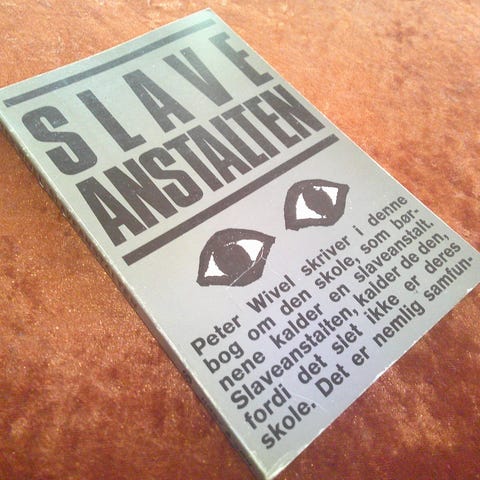 SLAVE
ANSTALTEN
Peter Wivel skriver i denne
bog om den skole, som bør-
nene kalder en slaveanstalt.
Slaveanstalten, kalder de den,
fordi det slet ikke er deres
skole. Det er nemlig samfun-